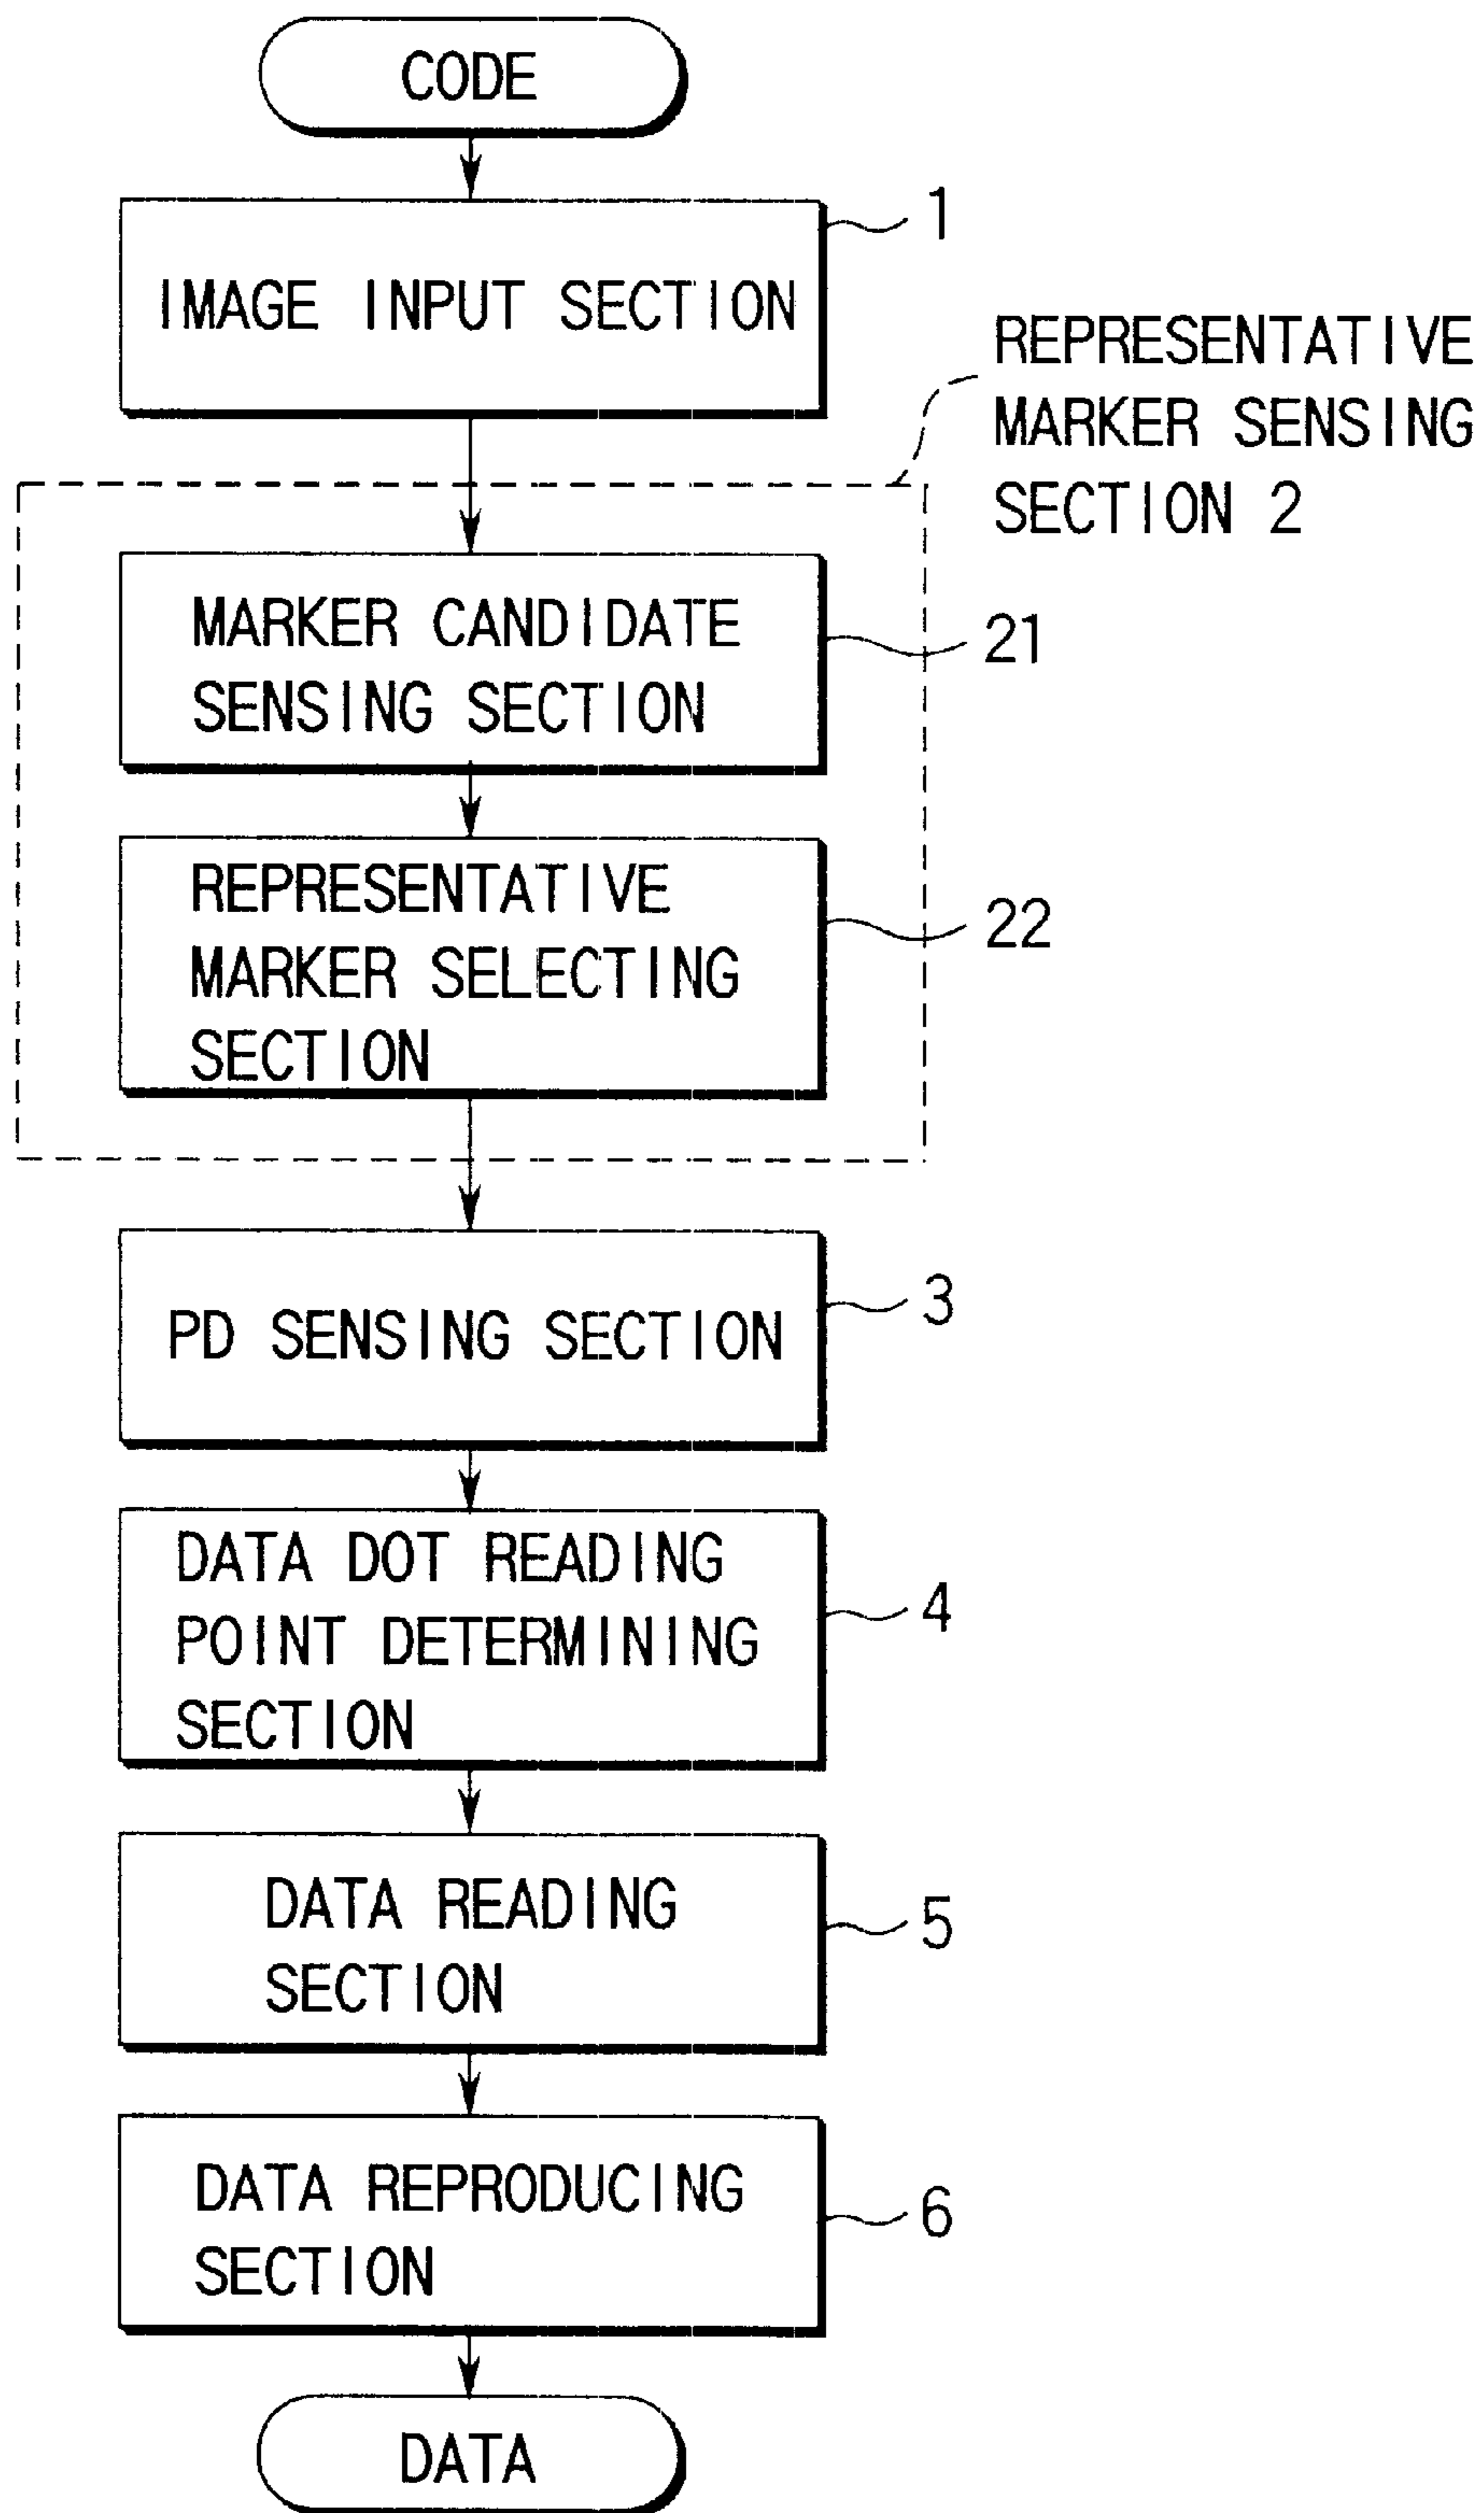 CODE
1
IMAGE INPUT SECTION
REPRESENTATIVE
MARKER SENSING
SECTION 2
MARKER CANDIDATE
SENSING SECTION
21
REPRESENTATIVE
MARKER SELECTING
SECTION
22
PD SENSING SECTION
3
DATA DOT READING
POINT DETERMINING
SECTION
4
DATA READING
SECTION
5
DATA REPRODUCING
SECTION
6
DATA